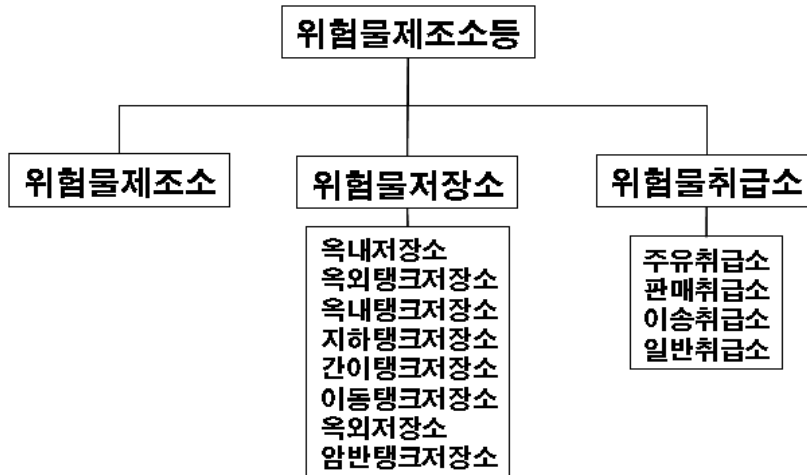 위험물제조소등
위험물제조소
위험물저장소
위험물취급소
옥내저장소
옥외탱크저장소
옥내탱크저장소
지하탱크저장소
간이탱크저장소
이동탱크저장소
옥외저장소
암반탱크저장소
주유취급소
판매취급소
이송취급소
일반취급소